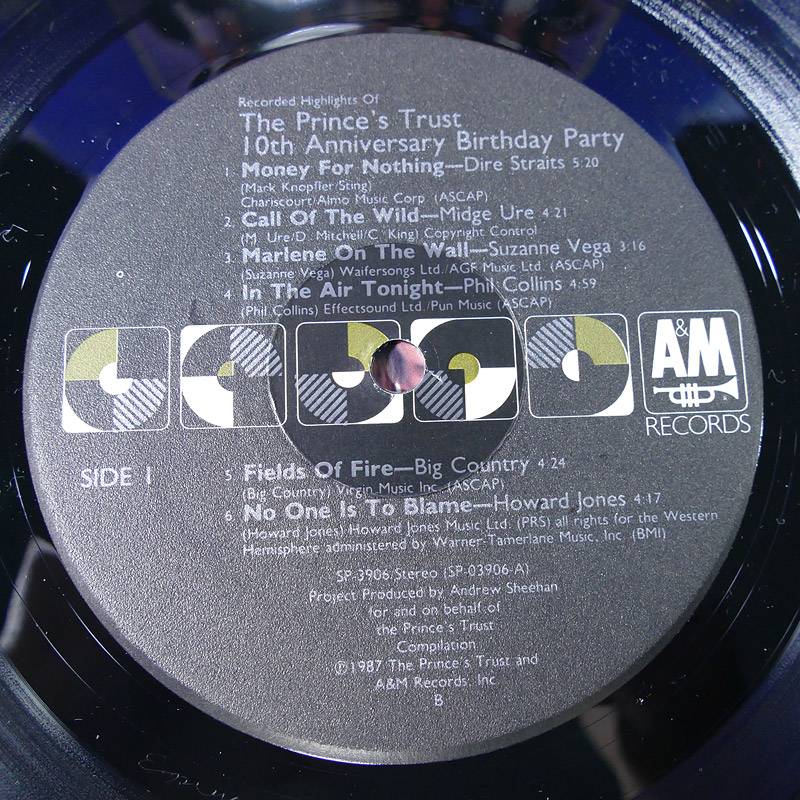 Recorded Highlights Of
The Prince's Trust
10th Anniversary Birthday Party
1. Money For Nothing—Dire Straits 5:20
(Mark Knopfler/Sting)
Chariscourt/Almo Music Corp (ASCAP)
2. Call Of The Wild—Midge Ure 4:21
(M. Ure/D. Mitchell/C. King) Copyright Control
3. Marlene On The Wall—Suzanne Vega 3:16
(Suzanne Vega) Waifersongs Ltd./AGF Music Ltd. (ASCAP)
4. In The Air Tonight—Phil Collins 4:59
(Phil Collins) Effectsound Ltd./Pun Music (ASCAP)
&
A M
RECORDS
SIDE 1
5. Fields Of Fire—Big Country 4:24
(Big Country) Virgin Music Inc. (ASCAP)
6. No One Is To Blame—Howard Jones 4:17
(Howard Jones) Howard Jones Music Ltd. (PRS) all rights for the Western
Hemisphere administered by Warner-Tamerlane Music, Inc. (BMI)
SP-3906/Stereo (SP-03906-A)
Project Produced by Andrew Sheehan
for and on behalf of
the Prince's Trust
Compilation
Ⓟ©1987 The Prince's Trust and
A&M Records, Inc.
B